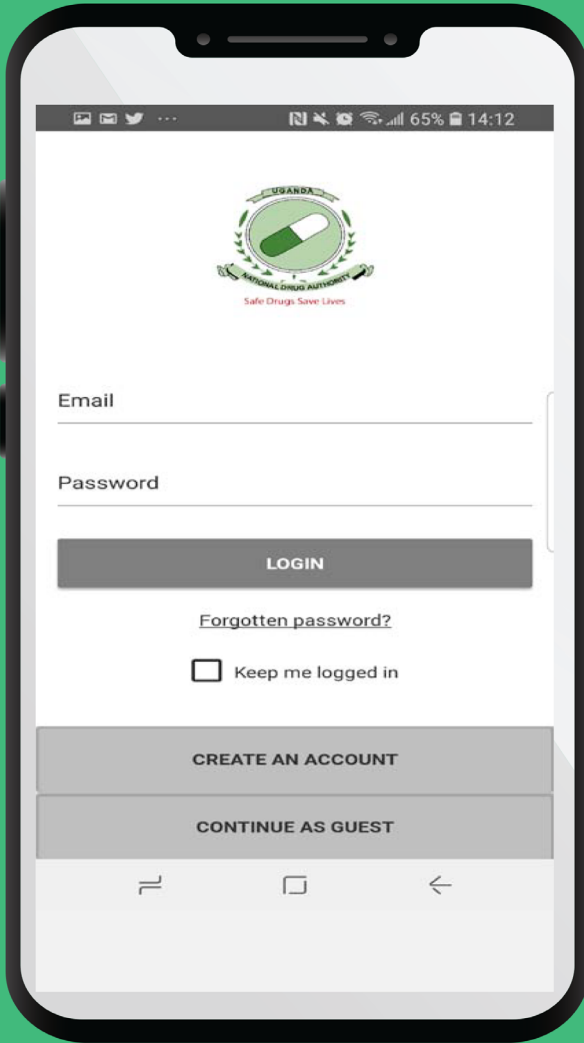 65% 14:12
UGANDA
NATIONAL DRUG AUTHORITY
Safe Drugs Save Lives
Email
Password
LOGIN
Forgotten password?
Keep me logged in
CREATE AN ACCOUNT
CONTINUE AS GUEST